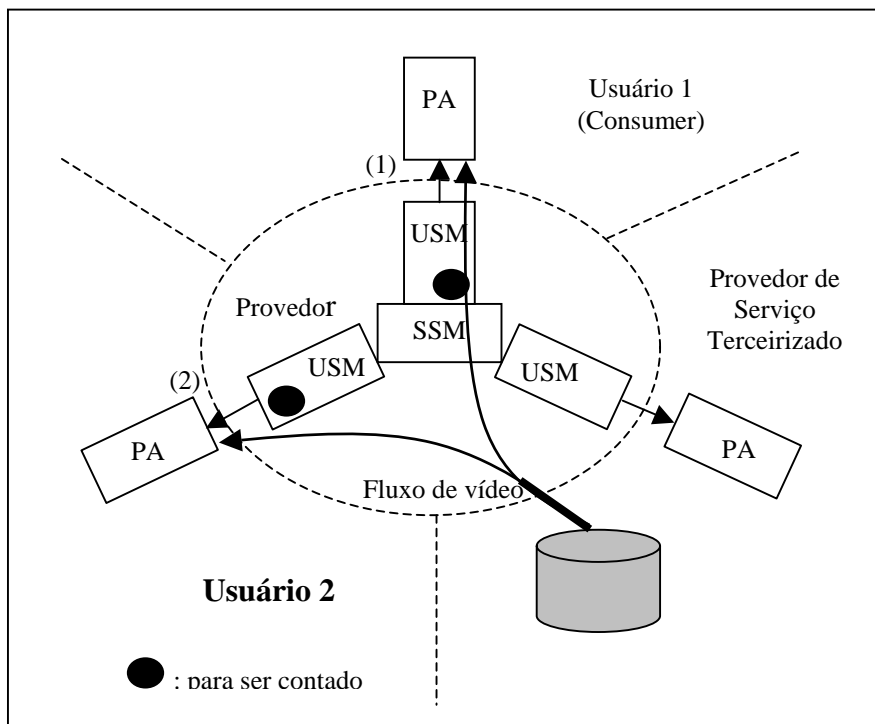 PA
Usuário 1
(Consumer)
(1)
USM
Provedor de
Serviço
Terceirizado
Provedor
SSM
USM
USM
(2)
PA
PA
Fluxo de vídeo
Usuário 2
: para ser contado